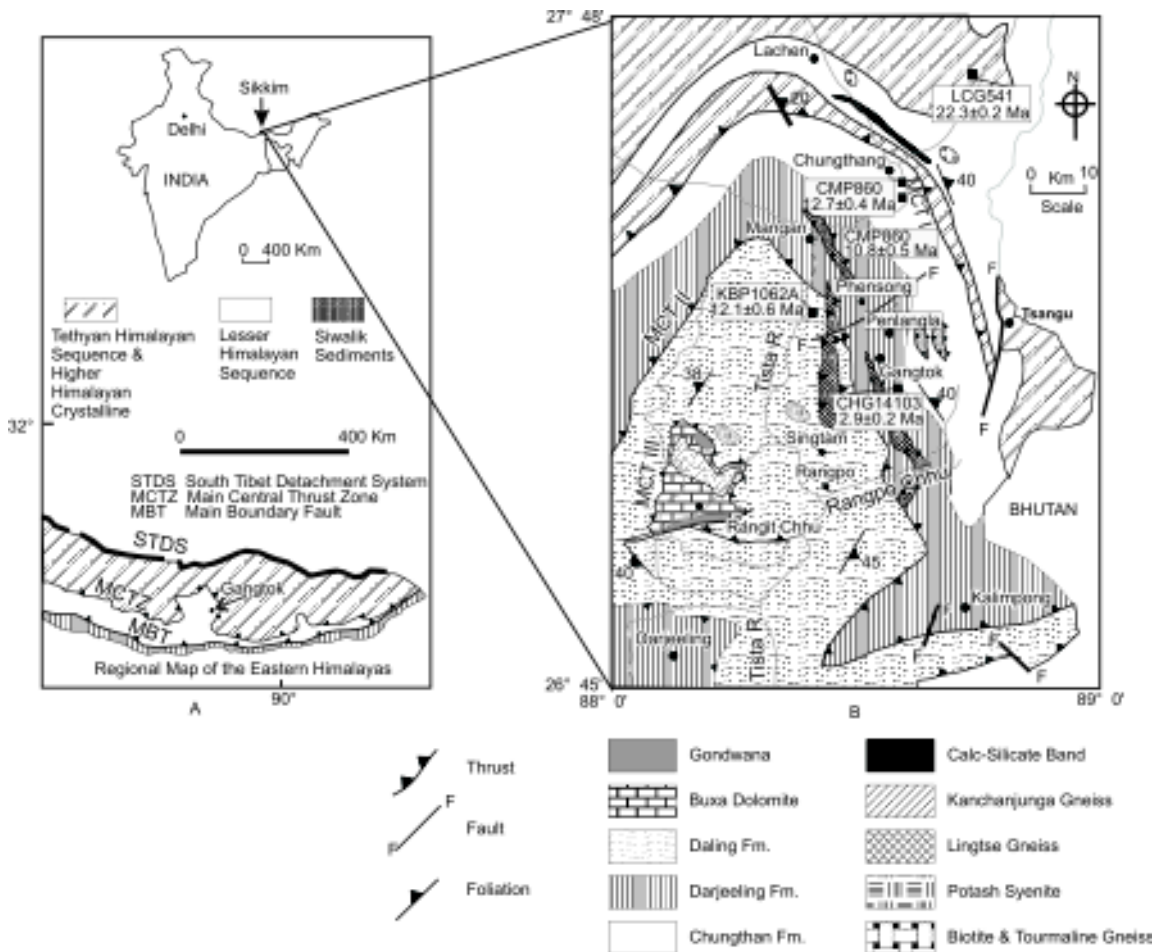 Sikkim
Delhi
INDIA
0 400 Km
Tethyan Himalayan
Sequence &
Higher
Himalayan
Crystalline
Lesser
Himalayan
Sequence
Siwalik
Sediments
32°
0 400 Km
STDS South Tibet Detachment System
MCTZ Main Central Thrust Zone
MBT Main Boundary Fault
STDS
MCTZ
Gangtok
MBT
Regional Map of the Eastern Himalayas
90°
A
27° 48'
Lachen
LCG541
22.3±0.2 Ma
N
20
Chungthang
40
0 Km 10
Scale
CMP860
12.7±0.4 Ma
MCT I
Mangan
CMP860
10.8±0.5 Ma
F
F
MCT II
KBP1062A
12.1±0.6 Ma
Phensong
Penlangla
Tsangu
F
Tista R.
38
Gangtok
CHG14103
12.9±0.2 Ma
40
F
Singtam
MCT III
Rangpo
Rangpo Chhu
BHUTAN
Rangit Chhu
40
45
Kalimpong
F
Darjeeling
Tista R.
F
F
F
26° 45'
88° 0'
89° 0'
B
Thrust
F
Fault
F
Foliation
Gondwana
Buxa Dolomite
Daling Fm.
Darjeeling Fm.
Chungthan Fm.
Calc-Silicate Band
Kanchanjunga Gneiss
Lingtse Gneiss
Potash Syenite
Biotite & Tourmaline Gneiss